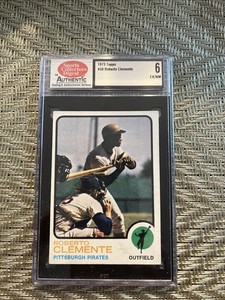 Sports
Collectors
Digest
AUTHENTIC
1973 Topps
#50 Roberto Clemente
6
EX/NM
ROBERTO
CLEMENTE
PITTSBURGH PIRATES
OUTFIELD